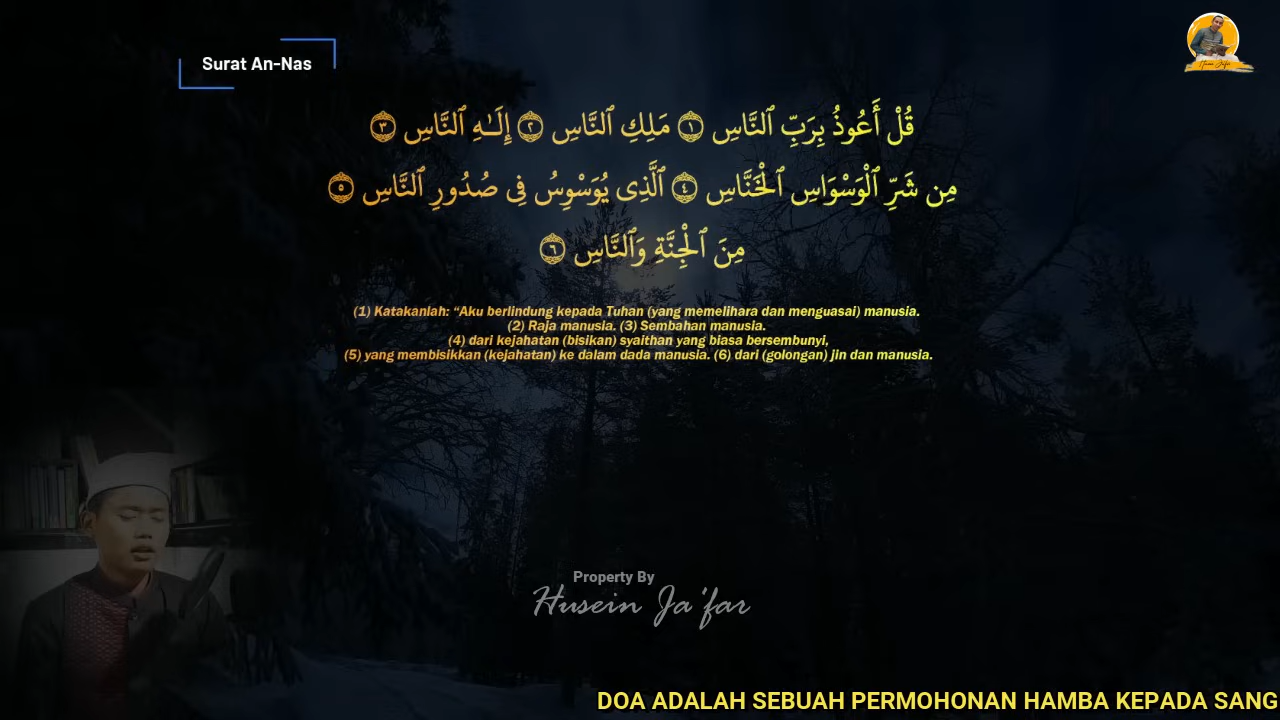 Surat An-Nas
قُلْ أَعُوذُ بِرَبِّ ٱلنَّاسِ ١ مَلِكِ ٱلنَّاسِ ٢ إِلَـٰهِ ٱلنَّاسِ ٣
مِن شَرِّ ٱلْوَسْوَاسِ ٱلْخَنَّاسِ ٤ ٱلَّذِى يُوَسْوِسُ فِى صُدُورِ ٱلنَّاسِ ٥
مِنَ ٱلْجِنَّةِ وَٱلنَّاسِ ٦
(1) Katakanlah: “Aku berlindung kepada Tuhan (yang memelihara dan menguasai) manusia.
(2) Raja manusia. (3) Sembahan manusia.
(4) dari kejahatan (bisikan) syaithan yang biasa bersembunyi,
(5) yang membisikkan (kejahatan) ke dalam dada manusia. (6) dari (golongan) jin dan manusia.
Property By
Husein Ja'far
DOA ADALAH SEBUAH PERMOHONAN HAMBA KEPADA SANG